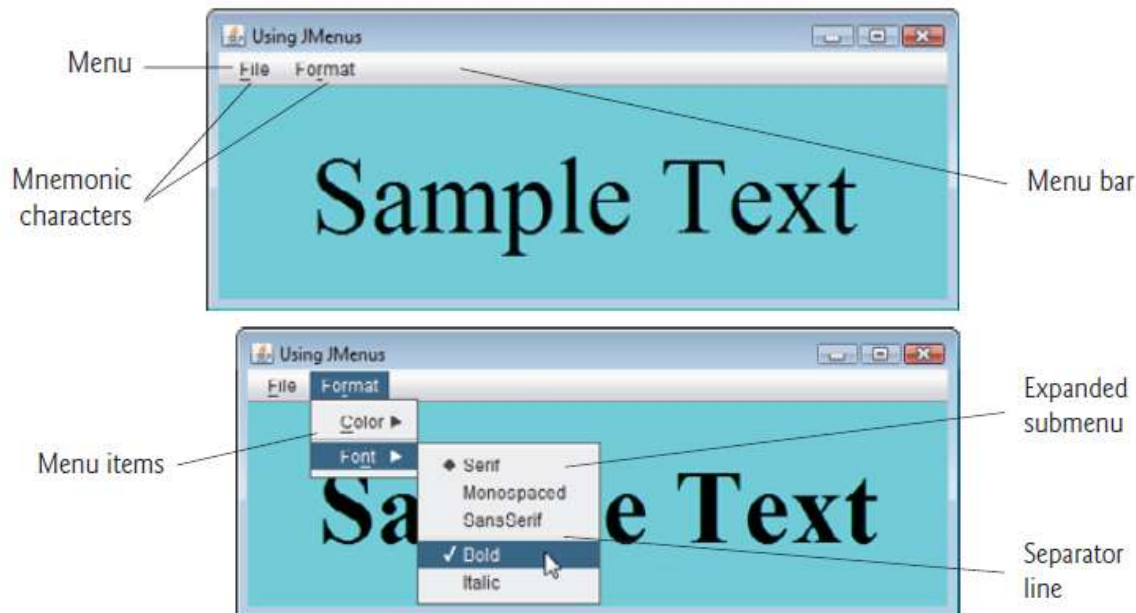 Using JMenus
Menu
File Format
Mnemonic
characters
Sample Text
Menu bar
Using JMenus
File Format
Expanded
submenu
Color
Menu items
Font
Serif
Monospaced
SansSerif
Sa e Text
Bold
Italic
Separator
line